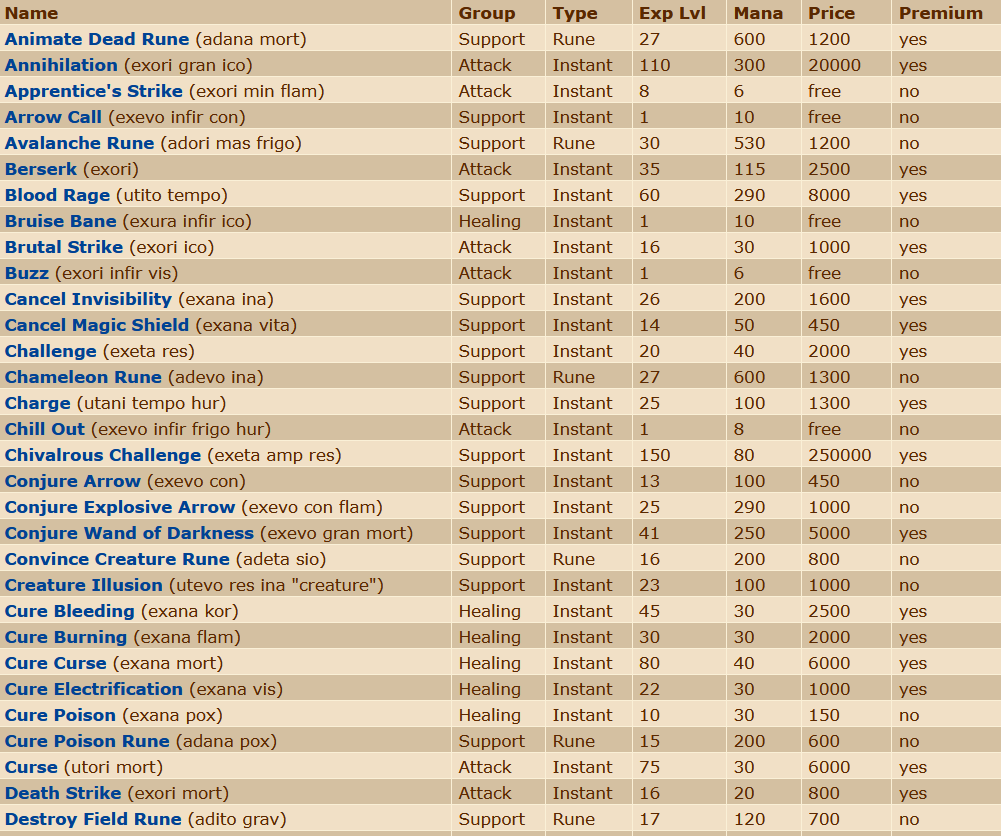 Name Group Type Exp Lvl Mana Price Premium
Animate Dead Rune (adana mort) Support Rune 27 600 1200 yes
Annihilation (exori gran ico) Attack Instant 110 300 20000 yes
Apprentice's Strike (exori min flam) Attack Instant 8 6 free no
Arrow Call (exevo infir con) Support Instant 1 10 free no
Avalanche Rune (adori mas frigo) Support Rune 30 530 1200 no
Berserk (exori) Attack Instant 35 115 2500 yes
Blood Rage (utito tempo) Support Instant 60 290 8000 yes
Bruise Bane (exura infir ico) Healing Instant 1 10 free no
Brutal Strike (exori ico) Attack Instant 16 30 1000 yes
Buzz (exori infir vis) Attack Instant 1 6 free no
Cancel Invisibility (exana ina) Support Instant 26 200 1600 yes
Cancel Magic Shield (exana vita) Support Instant 14 50 450 yes
Challenge (exeta res) Support Instant 20 40 2000 yes
Chameleon Rune (adevo ina) Support Rune 27 600 1300 no
Charge (utani tempo hur) Support Instant 25 100 1300 yes
Chill Out (exevo infir frigo hur) Attack Instant 1 8 free no
Chivalrous Challenge (exeta amp res) Support Instant 150 80 250000 yes
Conjure Arrow (exevo con) Support Instant 13 100 450 no
Conjure Explosive Arrow (exevo con flam) Support Instant 25 290 1000 no
Conjure Wand of Darkness (exevo gran mort) Support Instant 41 250 5000 yes
Convince Creature Rune (adeta sio) Support Rune 16 200 800 no
Creature Illusion (utevo res ina "creature") Support Instant 23 100 1000 no
Cure Bleeding (exana kor) Healing Instant 45 30 2500 yes
Cure Burning (exana flam) Healing Instant 30 30 2000 yes
Cure Curse (exana mort) Healing Instant 80 40 6000 yes
Cure Electrification (exana vis) Healing Instant 22 30 1000 yes
Cure Poison (exana pox) Healing Instant 10 30 150 no
Cure Poison Rune (adana pox) Support Rune 15 200 600 no
Curse (utori mort) Attack Instant 75 30 6000 yes
Death Strike (exori mort) Attack Instant 16 20 800 yes
Destroy Field Rune (adito grav) Support Rune 17 120 700 no